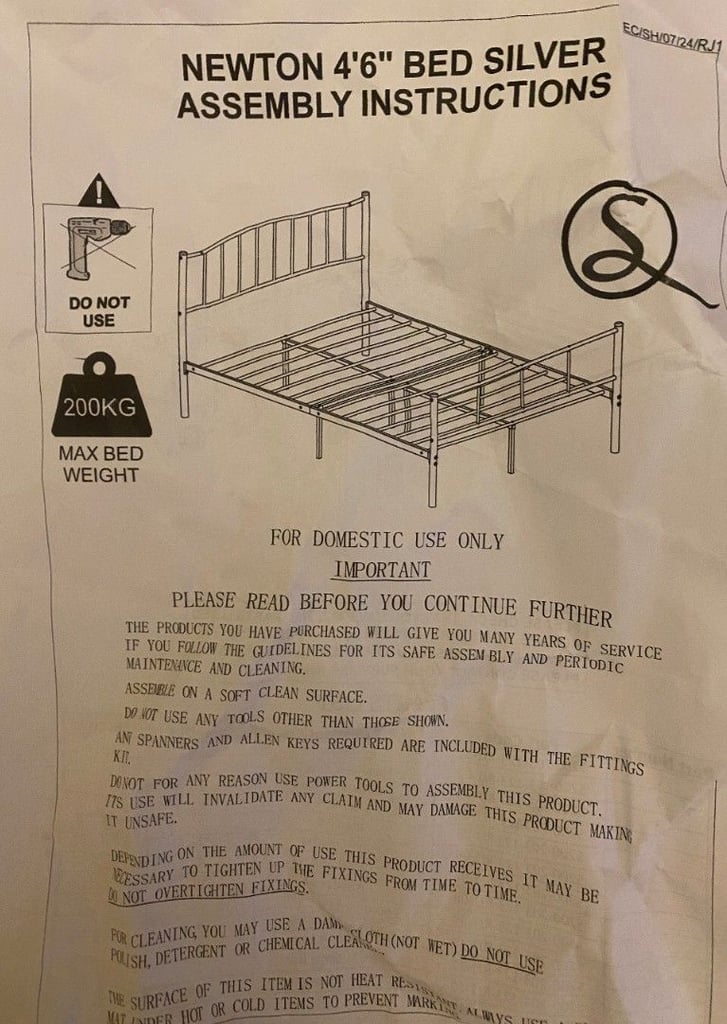 EC/SH/07/24/RJ1
NEWTON 4'6" BED SILVER
ASSEMBLY INSTRUCTIONS
!
DO NOT
USE
S
200KG
MAX BED
WEIGHT
FOR DOMESTIC USE ONLY
IMPORTANT
PLEASE READ BEFORE YOU CONTINUE FURTHER
THE PRODUCTS YOU HAVE PURCHASED WILL GIVE YOU MANY YEARS OF SERVICE
IF YOU FOLLOW THE GUIDELINES FOR ITS SAFE ASSEMBLY AND PERIODIC
MAINTENANCE AND CLEANING.
ASSEMBLE ON A SOFT CLEAN SURFACE.
DO NOT USE ANY TOOLS OTHER THAN THOSE SHOWN.
ANY SPANNERS AND ALLEN KEYS REQUIRED ARE INCLUDED WITH THE FITTINGS
KIT.
DO NOT FOR ANY REASON USE POWER TOOLS TO ASSEMBLY THIS PRODUCT.
ITS USE WILL INVALIDATE ANY CLAIM AND MAY DAMAGE THIS PRODUCT MAKING
IT UNSAFE.
DEPENDING ON THE AMOUNT OF USE THIS PRODUCT RECEIVES IT MAY BE
NECESSARY TO TIGHTEN UP THE FIXINGS FROM TIME TO TIME.
DO NOT OVERTIGHTEN FIXINGS.
FOR CLEANING, YOU MAY USE A DAMP CLOTH (NOT WET) DO NOT USE
POLISH, DETERGENT OR CHEMICAL CLEANERS
THE SURFACE OF THIS ITEM IS NOT HEAT RESISTANT ALWAYS USE A
MAT UNDER HOT OR COLD ITEMS TO PREVENT MARKING